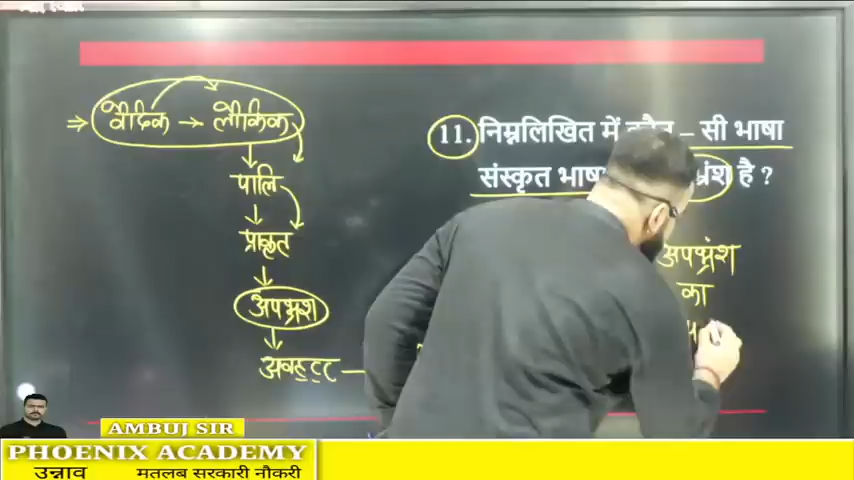 ⇒ वैदिक → लौकिक
पालि
प्राकृत
अपभ्रंश
अवहट्ट
11. निम्नलिखित में – सी भाषा
संस्कृत भाषा है ?
अपभ्रंश
का
AMBUJ SIR
PHOENIX ACADEMY
उन्नाव मतलब सरकारी नौकरी